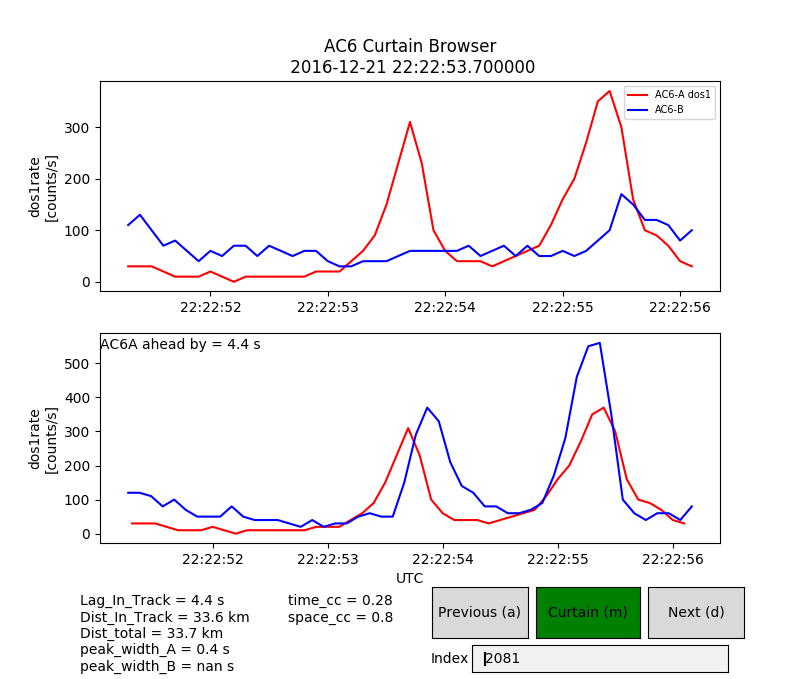 AC6 Curtain Browser
2016-12-21 22:22:53.700000
AC6-A dos1
AC6-B
dos1rate
[counts/s]
300
200
100
0
22:22:52 22:22:53 22:22:54 22:22:55 22:22:56
AC6A ahead by = 4.4 s
dos1rate
[counts/s]
500
400
300
200
100
0
22:22:52 22:22:53 22:22:54 22:22:55 22:22:56
UTC
Lag_In_Track = 4.4 s
Dist_In_Track = 33.6 km
Dist_total = 33.7 km
peak_width_A = 0.4 s
peak_width_B = nan s
time_cc = 0.28
space_cc = 0.8
Previous (a) Curtain (m) Next (d)
Index 2081